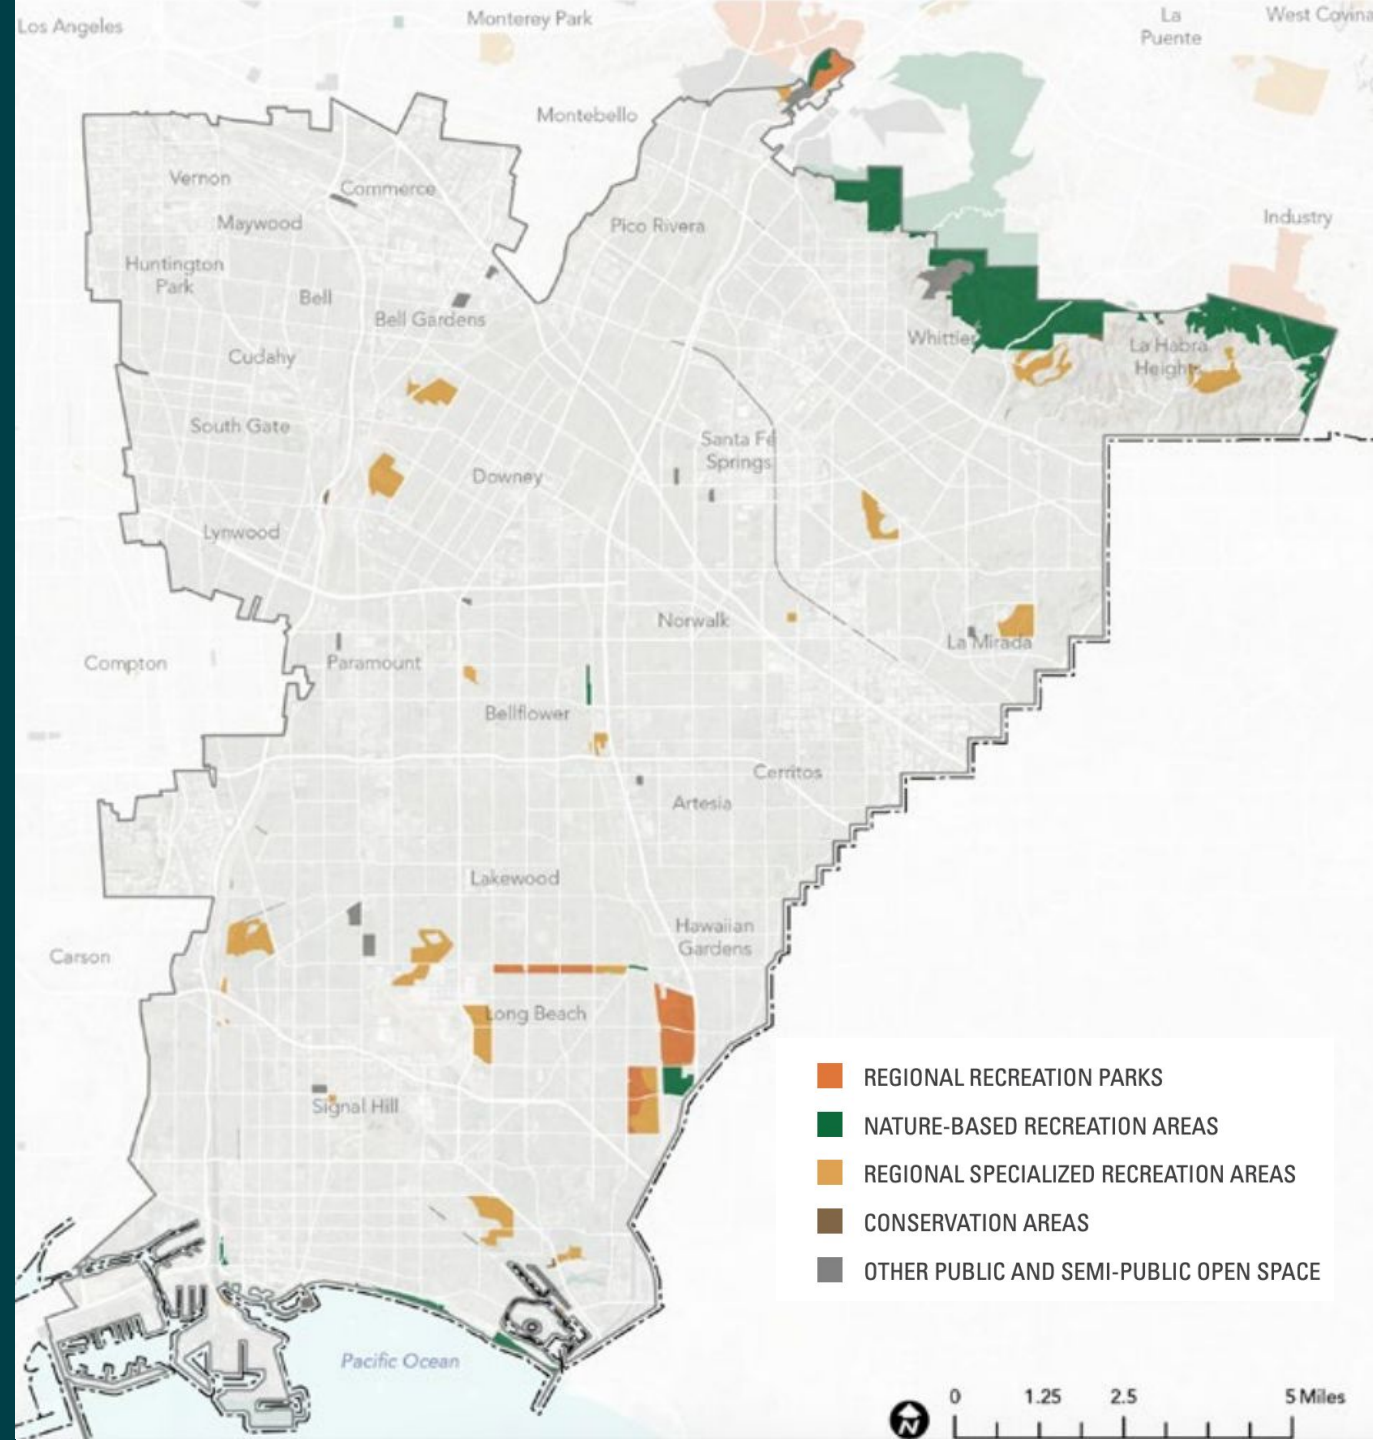 Los Angeles
Monterey Park
La
Puente
West Covina
Montebello
Vernon
Commerce
Maywood
Pico Rivera
Industry
Huntington
Park
Bell
Bell Gardens
Whittier
La Habra
Heights
Cudahy
South Gate
Santa Fe
Springs
Downey
Lynwood
Norwalk
La Mirada
Compton
Paramount
Bellflower
Cerritos
Artesia
Lakewood
Hawaiian
Gardens
Carson
Long Beach
Signal Hill
REGIONAL RECREATION PARKS
NATURE-BASED RECREATION AREAS
REGIONAL SPECIALIZED RECREATION AREAS
CONSERVATION AREAS
OTHER PUBLIC AND SEMI-PUBLIC OPEN SPACE
Pacific Ocean
N
0 1.25 2.5 5 Miles